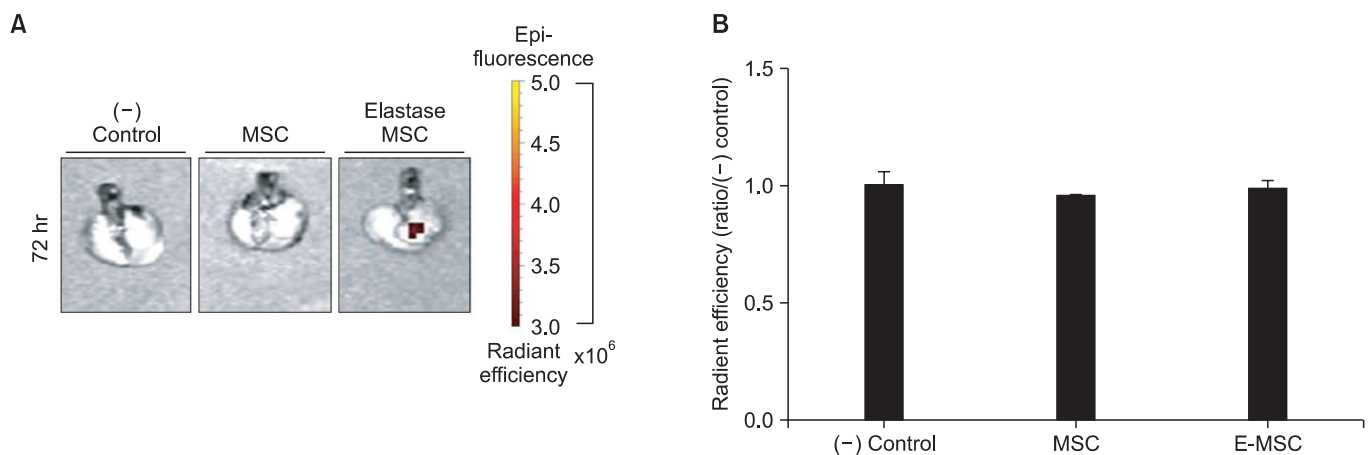 A
Epi-
fluorescence
(−)
Control
MSC
Elastase
MSC
72 hr
5.0
4.5
4.0
3.5
3.0
Radiant
efficiency
x10⁶
B
Radient efficiency (ratio/(−) control)
1.5
1.0
0.5
0.0
(−) Control
MSC
E-MSC